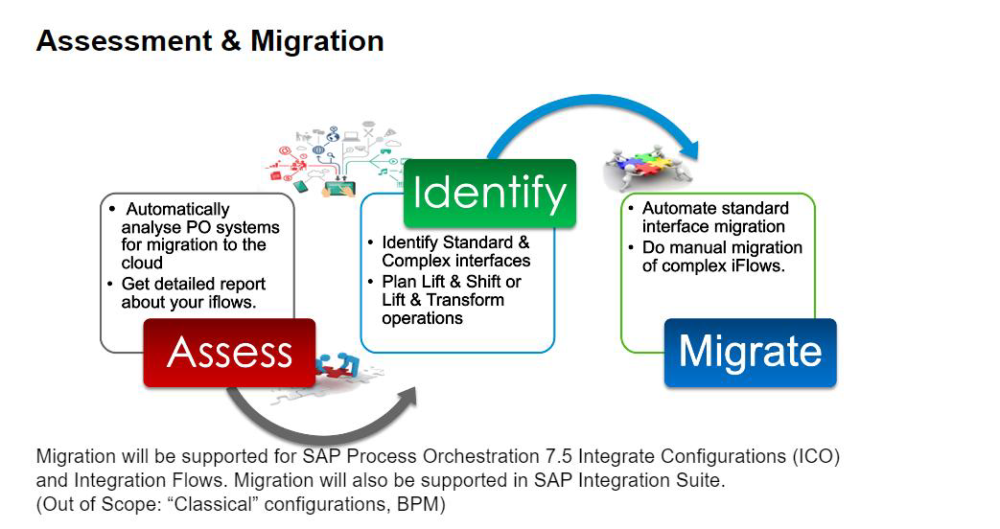 Assessment & Migration
• Automatically
analyse PO systems
for migration to the
cloud
• Get detailed report
about your iflows.
Assess
Identify
• Identify Standard &
Complex interfaces
• Plan Lift & Shift or
Lift & Transform
operations
• Automate standard
interface migration
• Do manual migration
of complex iFlows.
Migrate
Migration will be supported for SAP Process Orchestration 7.5 Integrate Configurations (ICO)
and Integration Flows. Migration will also be supported in SAP Integration Suite.
(Out of Scope: “Classical” configurations, BPM)